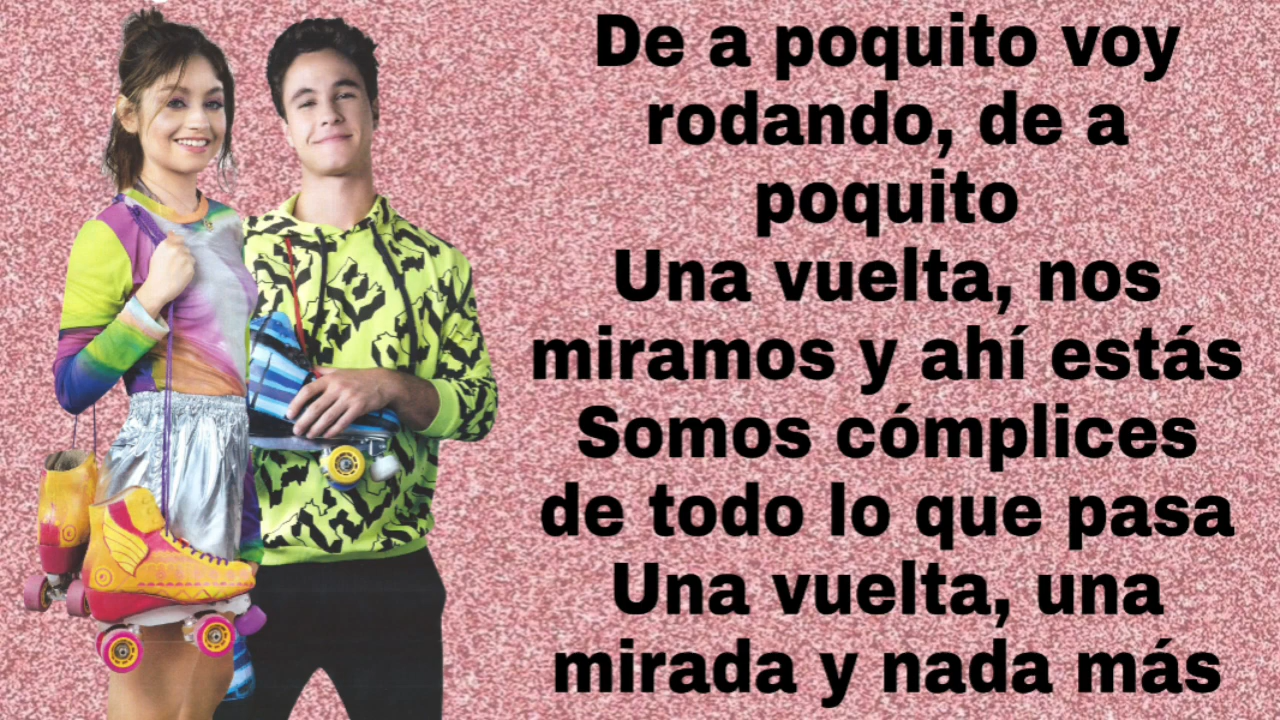 De a poquito voy
rodando, de a
poquito
Una vuelta, nos
miramos y ahí estás
Somos cómplices
de todo lo que pasa
Una vuelta, una
mirada y nada más